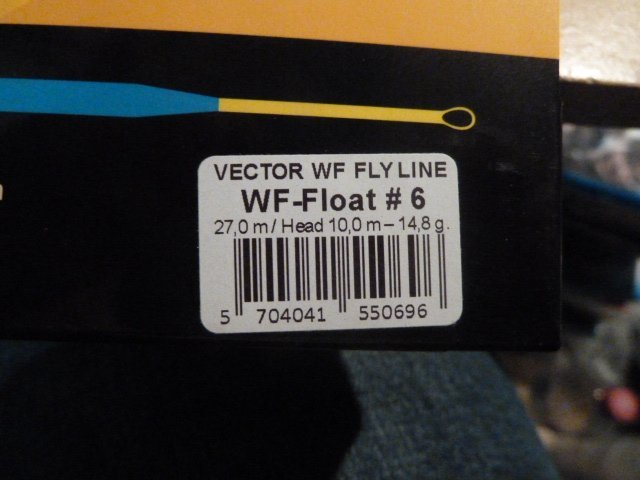 VECTOR WF FLY LINE
WF-Float # 6
27,0 m / Head 10,0 m – 14,8 g.
5 704041 550696